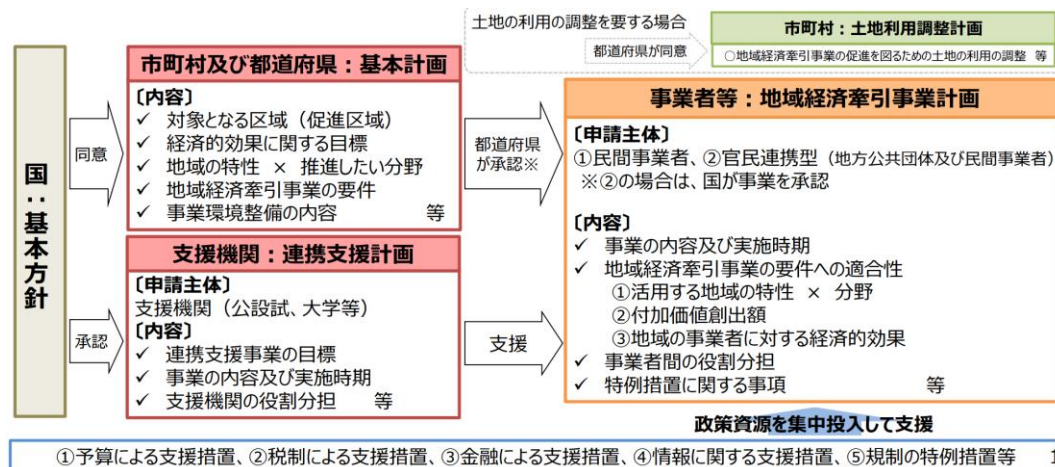 土地の利用の調整を要する場合
都道府県が同意
市町村：土地利用調整計画
○地域経済牽引事業の促進を図るための土地の利用の調整 等
国：基本方針
同意
市町村及び都道府県：基本計画
〔内容〕
✓ 対象となる区域（促進区域）
✓ 経済的効果に関する目標
✓ 地域の特性 × 推進したい分野
✓ 地域経済牽引事業の要件
✓ 事業環境整備の内容 等
承認
支援機関：連携支援計画
〔申請主体〕
支援機関（公設試、大学等）
〔内容〕
✓ 連携支援事業の目標
✓ 事業の内容及び実施時期
✓ 支援機関の役割分担 等
都道府県
が承認※
支援
事業者等：地域経済牽引事業計画
〔申請主体〕
①民間事業者、②官民連携型（地方公共団体及び民間事業者）
※②の場合は、国が事業を承認
〔内容〕
✓ 事業の内容及び実施時期
✓ 地域経済牽引事業の要件への適合性
①活用する地域の特性 × 分野
②付加価値創出額
③地域の事業者に対する経済的効果
✓ 事業者間の役割分担
✓ 特例措置に関する事項 等
政策資源を集中投入して支援
①予算による支援措置、②税制による支援措置、③金融による支援措置、④情報に関する支援措置、⑤規制の特例措置等